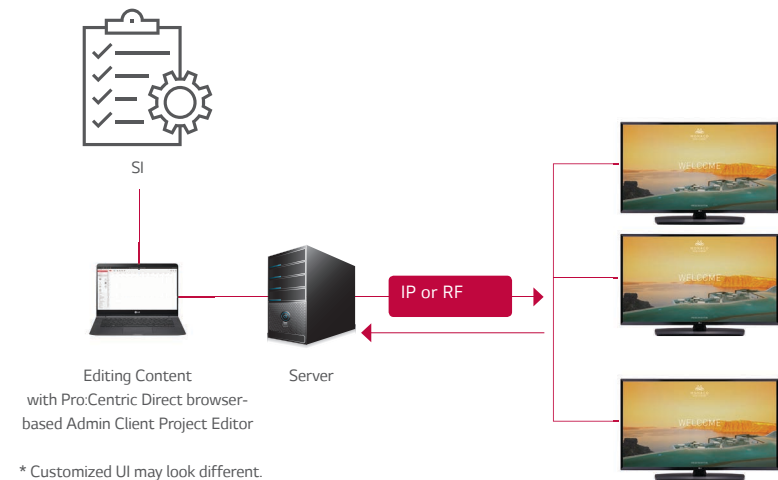 SI
IP or RF
WELCOME
WELCOME
WELCOME
Editing Content
with Pro:Centric Direct browser-
based Admin Client Project Editor
Server
* Customized UI may look different.